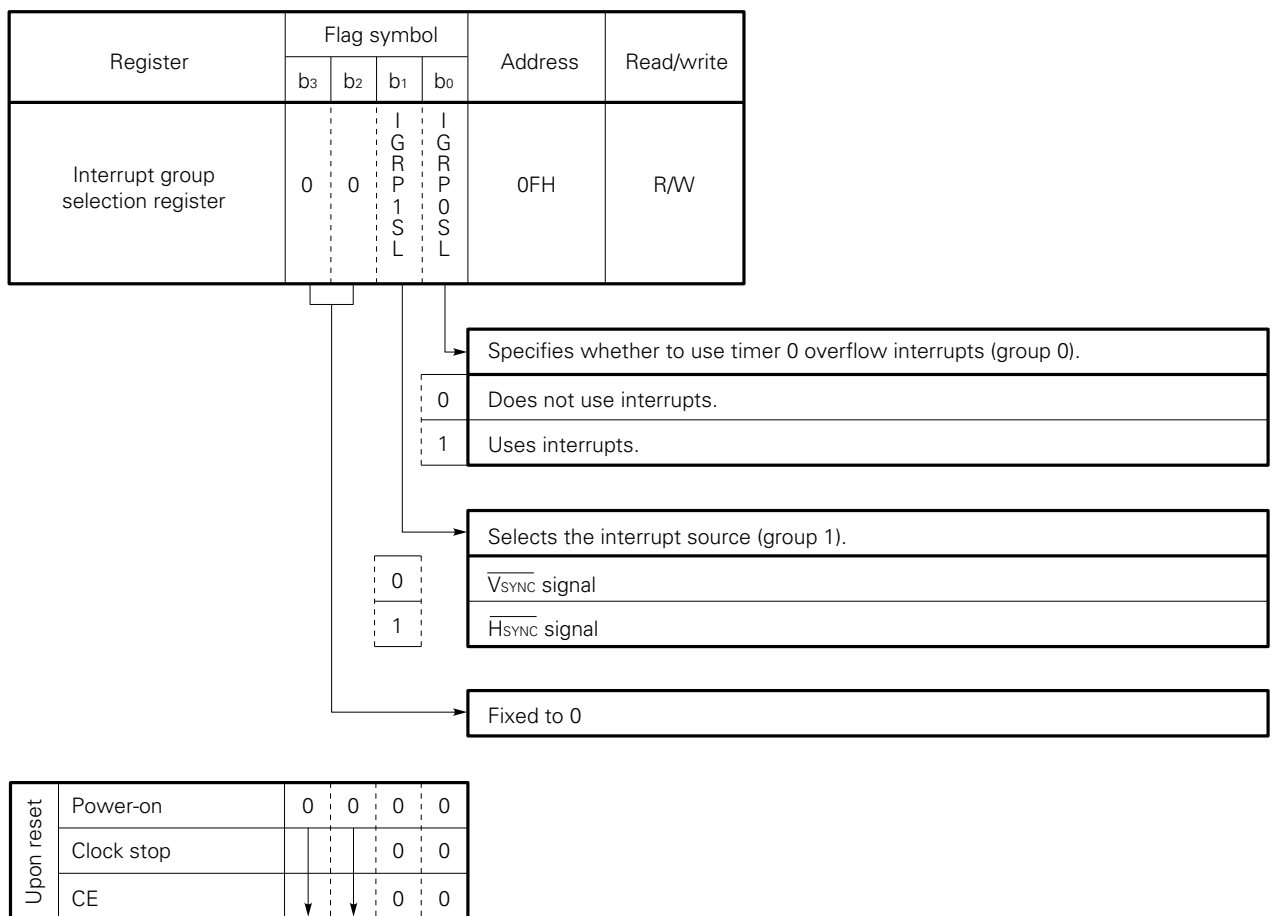 Register
Flag symbol
Address
Read/write
b3 b2 b1 b0
Interrupt group
selection register
0 0
IGRP1SL
IGRP0SL
0FH
R/W
Specifies whether to use timer 0 overflow interrupts (group 0).
0 Does not use interrupts.
1 Uses interrupts.
Selects the interrupt source (group 1).
0 VSYNC signal
1 HSYNC signal
Fixed to 0
Upon reset
Power-on 0 0 0 0
Clock stop 0 0
CE 0 0